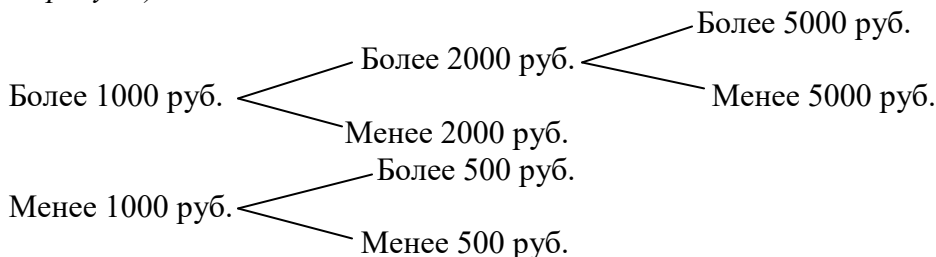 Более 5000 руб.
Более 2000 руб.
Более 1000 руб.
Менее 5000 руб.
Менее 2000 руб.
Более 500 руб.
Менее 1000 руб.
Менее 500 руб.